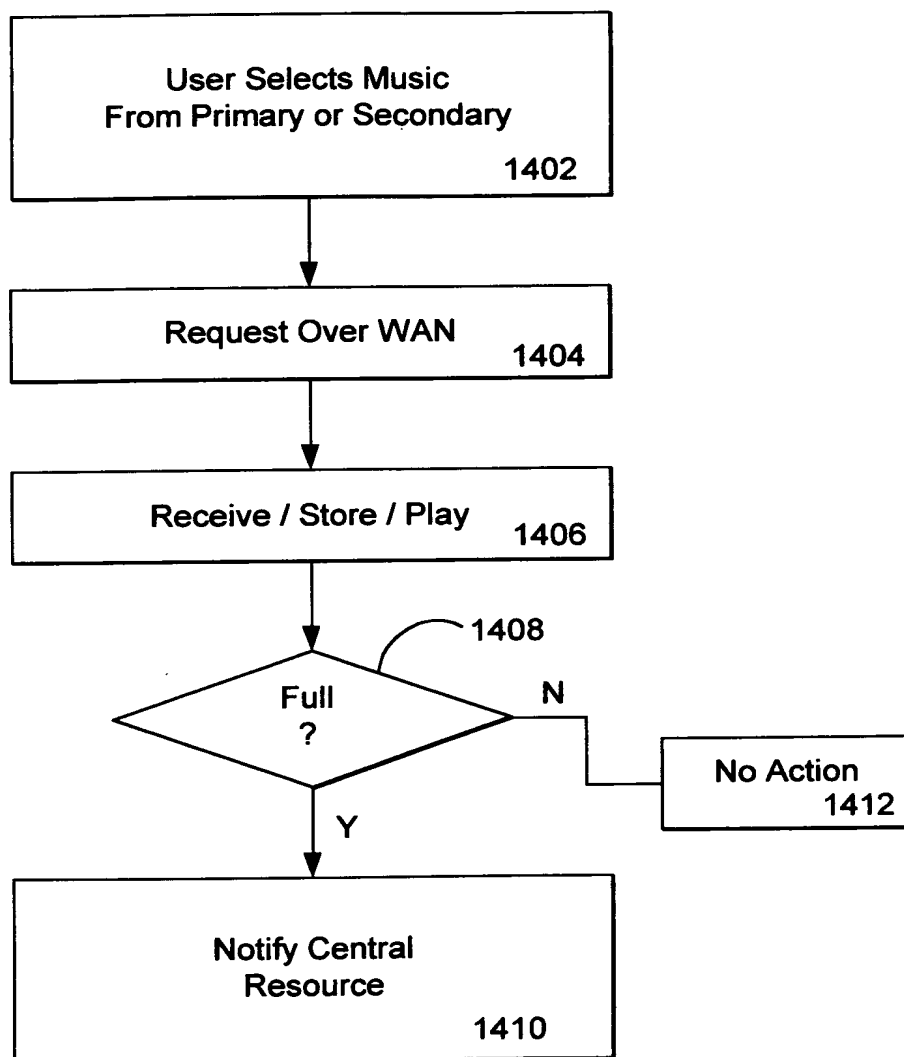 User Selects Music
From Primary or Secondary
1402
Request Over WAN
1404
Receive / Store / Play
1406
1408
Full
?
N
No Action
1412
Y
Notify Central
Resource
1410